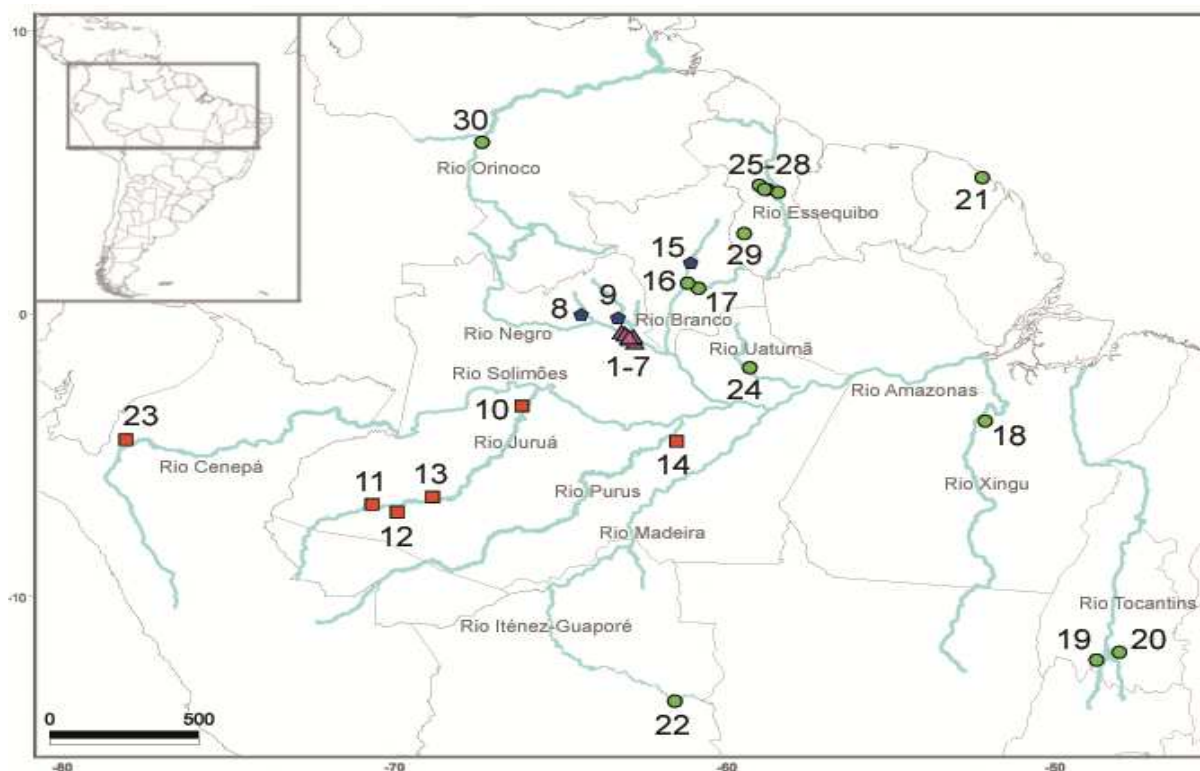 10
30
Rio Orinoco
25-28
21
Rio Essequibo
29
15
16
17
8
9
0
Rio Negro
Rio Branco
1-7
Rio Uatumã
24
Rio Solimões
Rio Amazonas
10
23
Rio Juruá
14
18
Rio Cenepá
11
13
12
Rio Purus
Rio Xingu
Rio Madeira
-10
Rio Iténez-Guaporé
Rio Tocantins
19
20
22
0
500
-80
-70
-60
-50